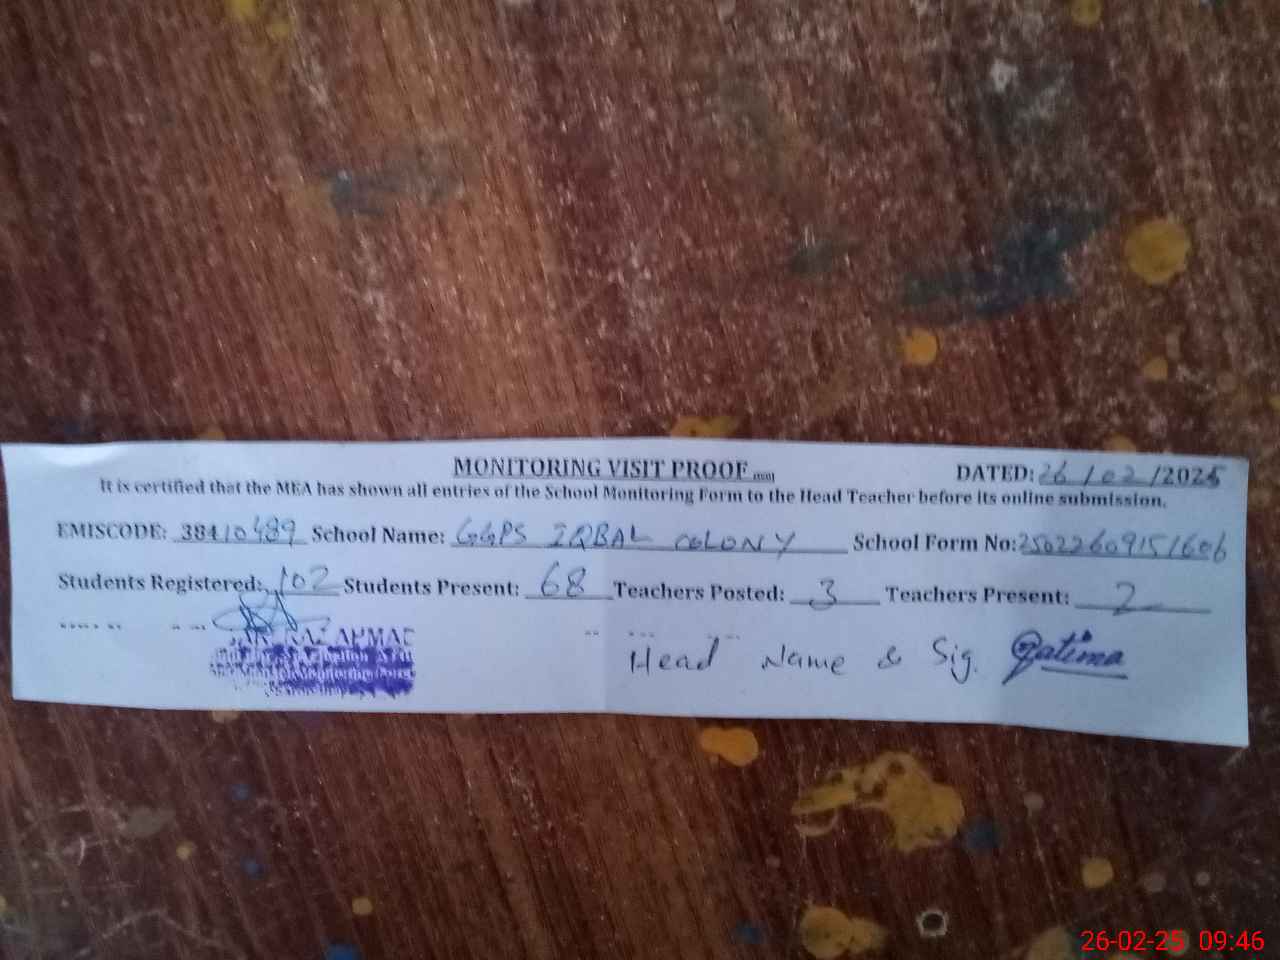 MONITORING VISIT PROOF
DATED: 26/02/2025
It is certified that the MEA has shown all entries of the School Monitoring Form to the Head Teacher before its online submission.
EMISCODE: 38410489 School Name: GGPS IQBAL COLONY School Form No: 25022609151606
Students Registered: 102 Students Present: 68 Teachers Posted: 3 Teachers Present: 2
AHMAD
Head Name & Sig. Fatima
26-02-25 09:46